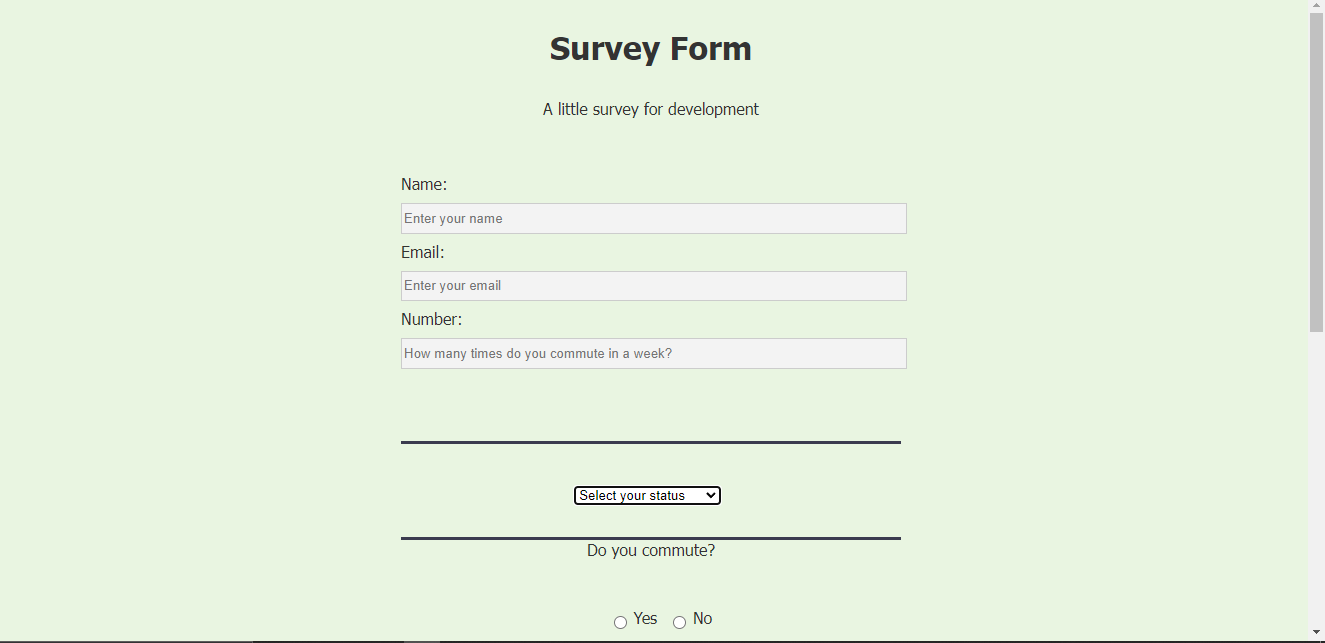 Survey Form
A little survey for development
Name:
Enter your name
Email:
Enter your email
Number:
How many times do you commute in a week?
Select your status
Do you commute?
Yes No